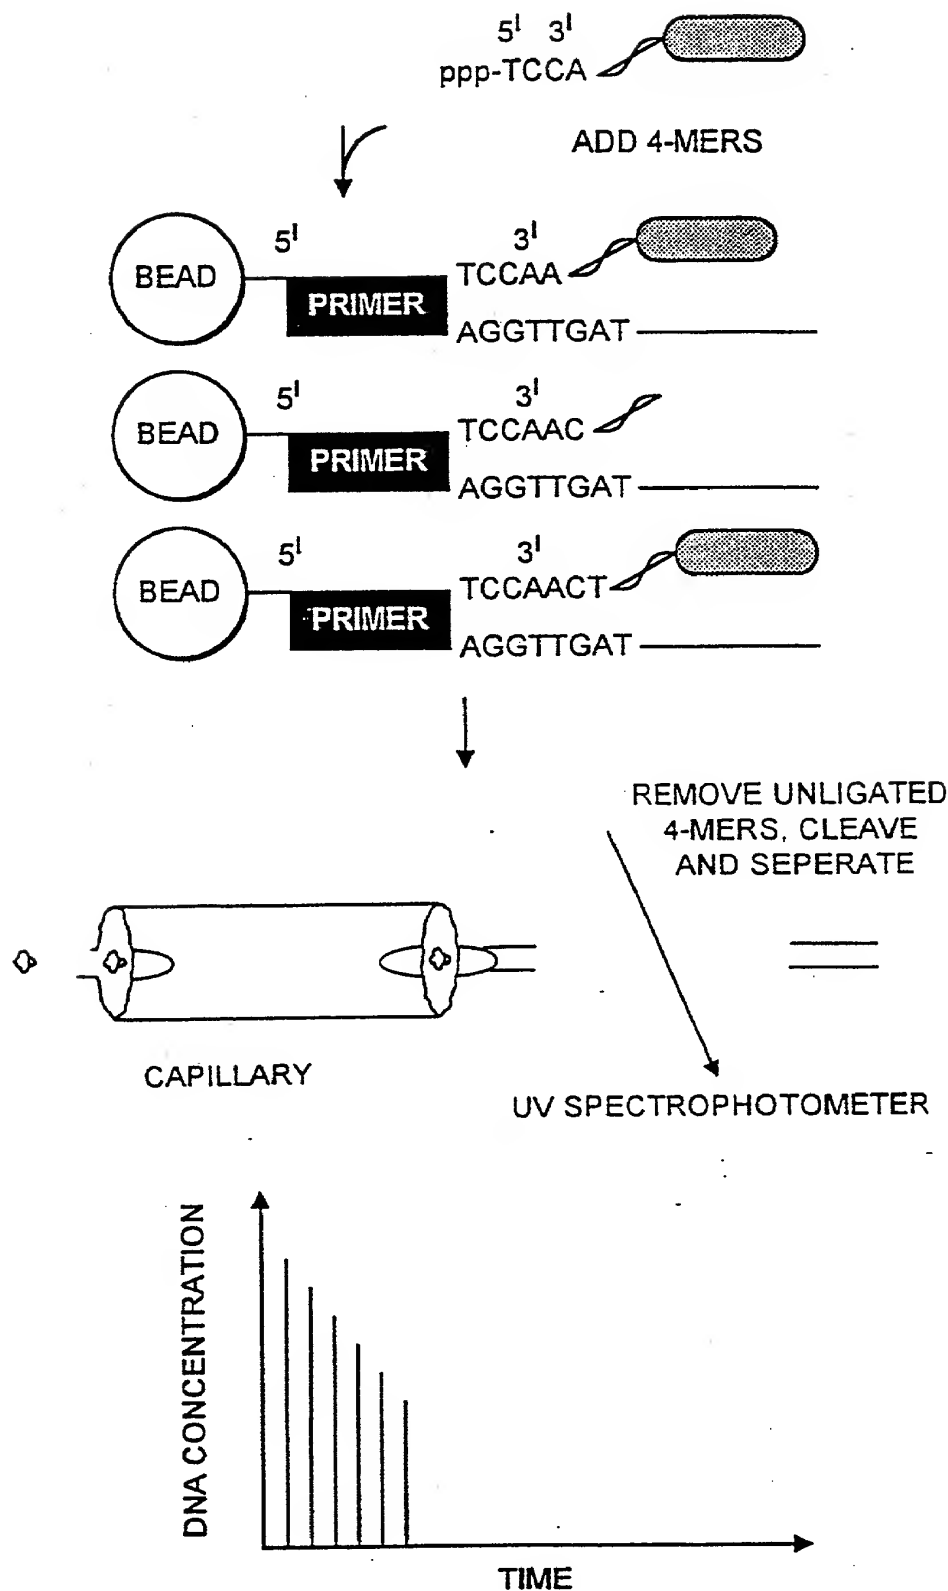 5' 3'
ppp-TCCA
ADD 4-MERS
5' 3'
BEAD TCCAA
PRIMER
AGGTTGAT
5' 3'
BEAD TCCAAC
PRIMER
AGGTTGAT
5' 3'
BEAD TCCAACT
PRIMER
AGGTTGAT
REMOVE UNLIGATED
4-MERS, CLEAVE
AND SEPERATE
CAPILLARY
UV SPECTROPHOTOMETER
DNA CONCENTRATION
TIME